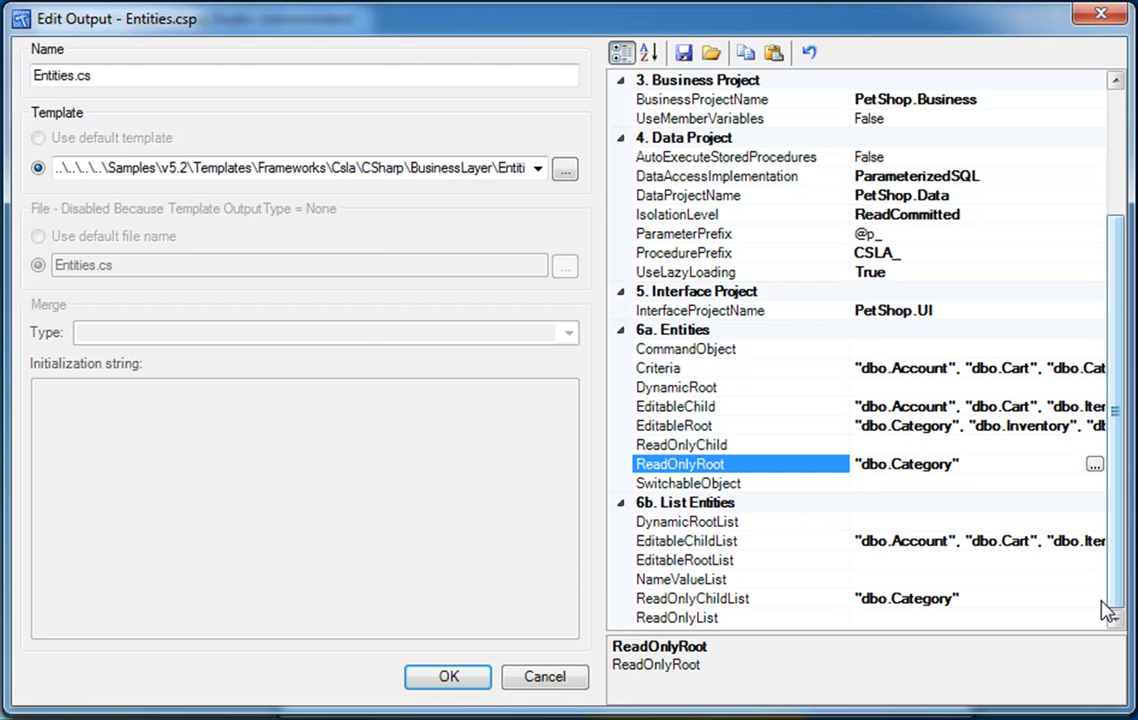 Edit Output - Entities.csp
Name
Entities.cs
Template
Use default template
..\..\..\..\Samples\v5.2\Templates\Frameworks\Csla\CSharp\BusinessLayer\Entiti
...
File - Disabled Because Template OutputType = None
Use default file name
Entities.cs
...
Merge
Type:
Initialization string:
OK
Cancel
3. Business Project
BusinessProjectName PetShop.Business
UseMemberVariables False
4. Data Project
AutoExecuteStoredProcedures False
DataAccessImplementation ParameterizedSQL
DataProjectName PetShop.Data
IsolationLevel ReadCommitted
ParameterPrefix @p_
ProcedurePrefix CSLA_
UseLazyLoading True
5. Interface Project
InterfaceProjectName PetShop.UI
6a. Entities
CommandObject
Criteria "dbo.Account", "dbo.Cart", "dbo.Cat
DynamicRoot
EditableChild "dbo.Account", "dbo.Cart", "dbo.Iter
EditableRoot "dbo.Category", "dbo.Inventory", "dt
ReadOnlyChild
ReadOnlyRoot "dbo.Category" ...
SwitchableObject
6b. List Entities
DynamicRootList
EditableChildList "dbo.Account", "dbo.Cart", "dbo.Iter
EditableRootList
NameValueList
ReadOnlyChildList "dbo.Category"
ReadOnlyList
ReadOnlyRoot
ReadOnlyRoot